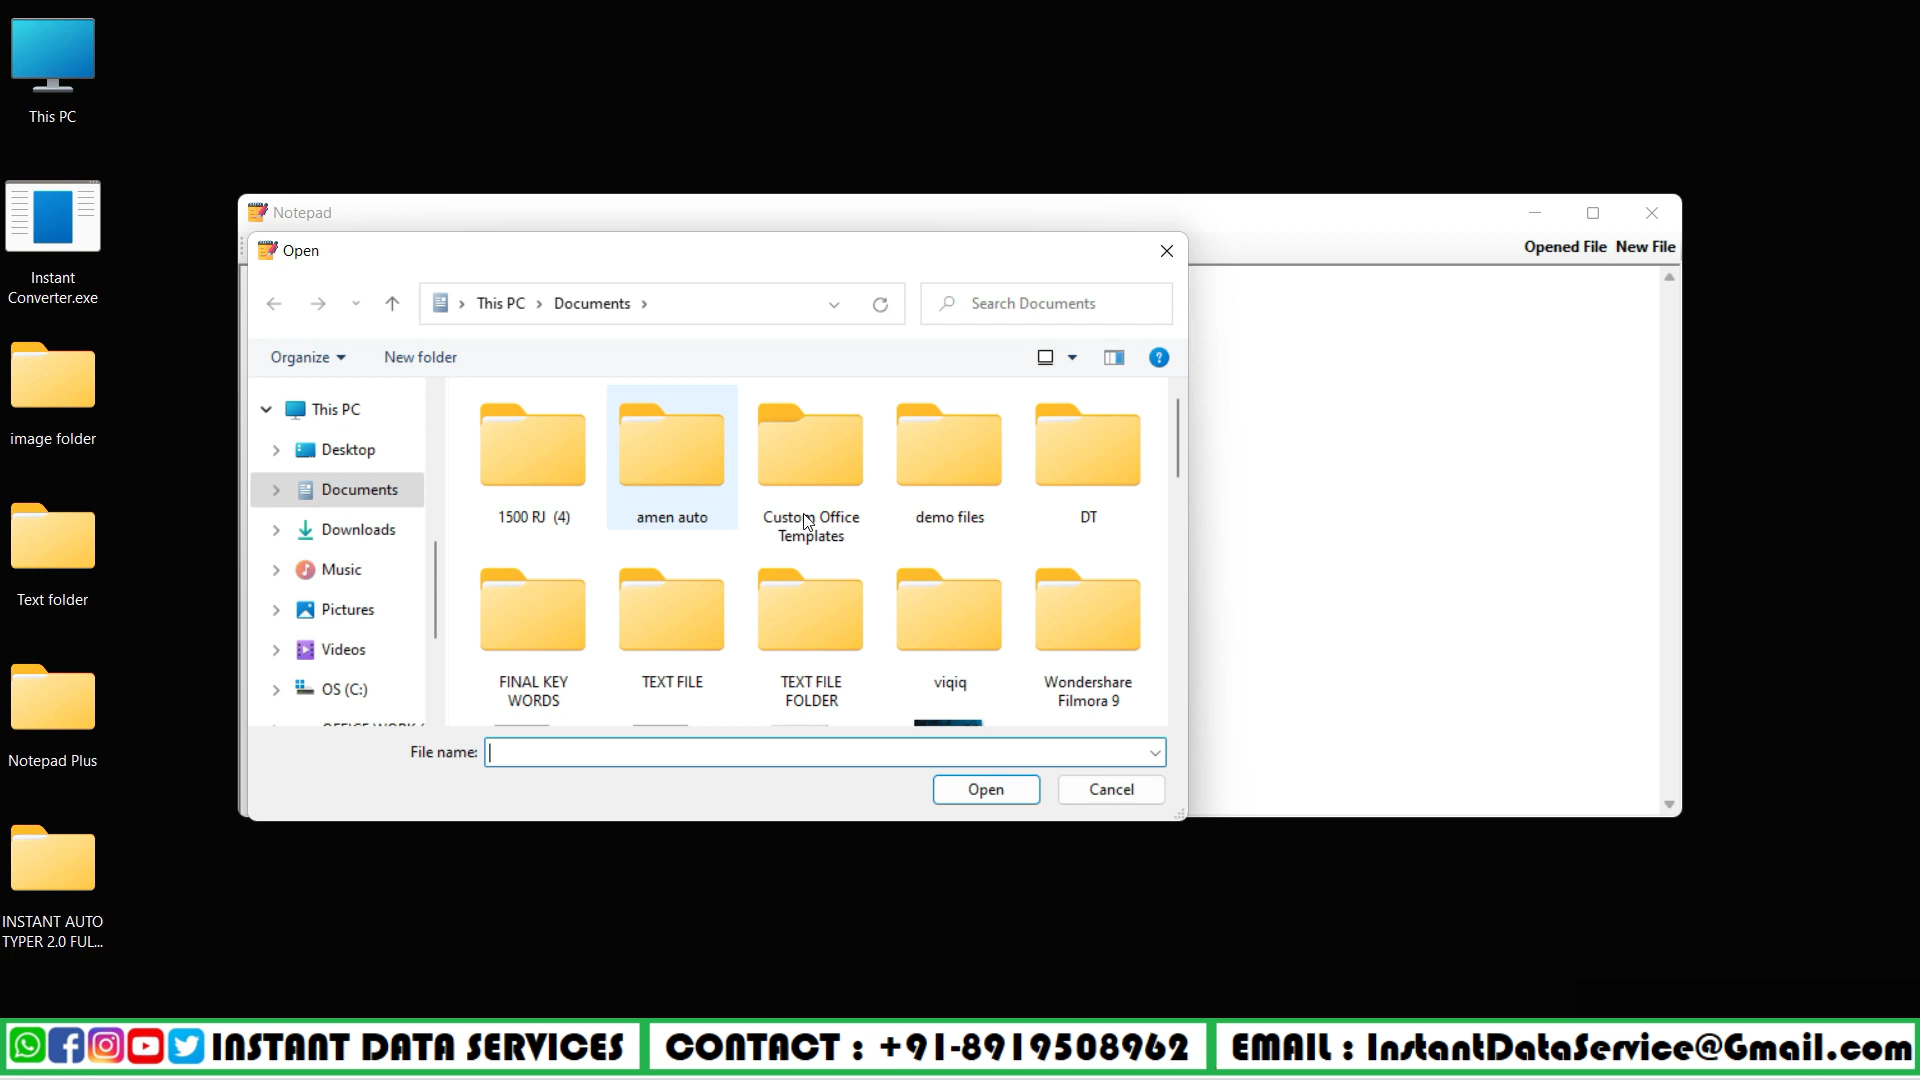 This PC
Instant
Converter.exe
image folder
Text folder
Notepad Plus
INSTANT AUTO
TYPER 2.0 FUL...
Notepad
Opened File New File
Open
This PC > Documents >
Search Documents
Organize
New folder
?
This PC
Desktop
Documents
Downloads
Music
Pictures
Videos
OS (C:)
1500 RJ (4)
amen auto
Custom Office
Templates
demo files
DT
FINAL KEY
WORDS
TEXT FILE
TEXT FILE
FOLDER
viqiq
Wondershare
Filmora 9
File name:
Open
Cancel
INSTANT DATA SERVICES
CONTACT : +91-8919508962
EMAIL : InstantDataService@Gmail.com